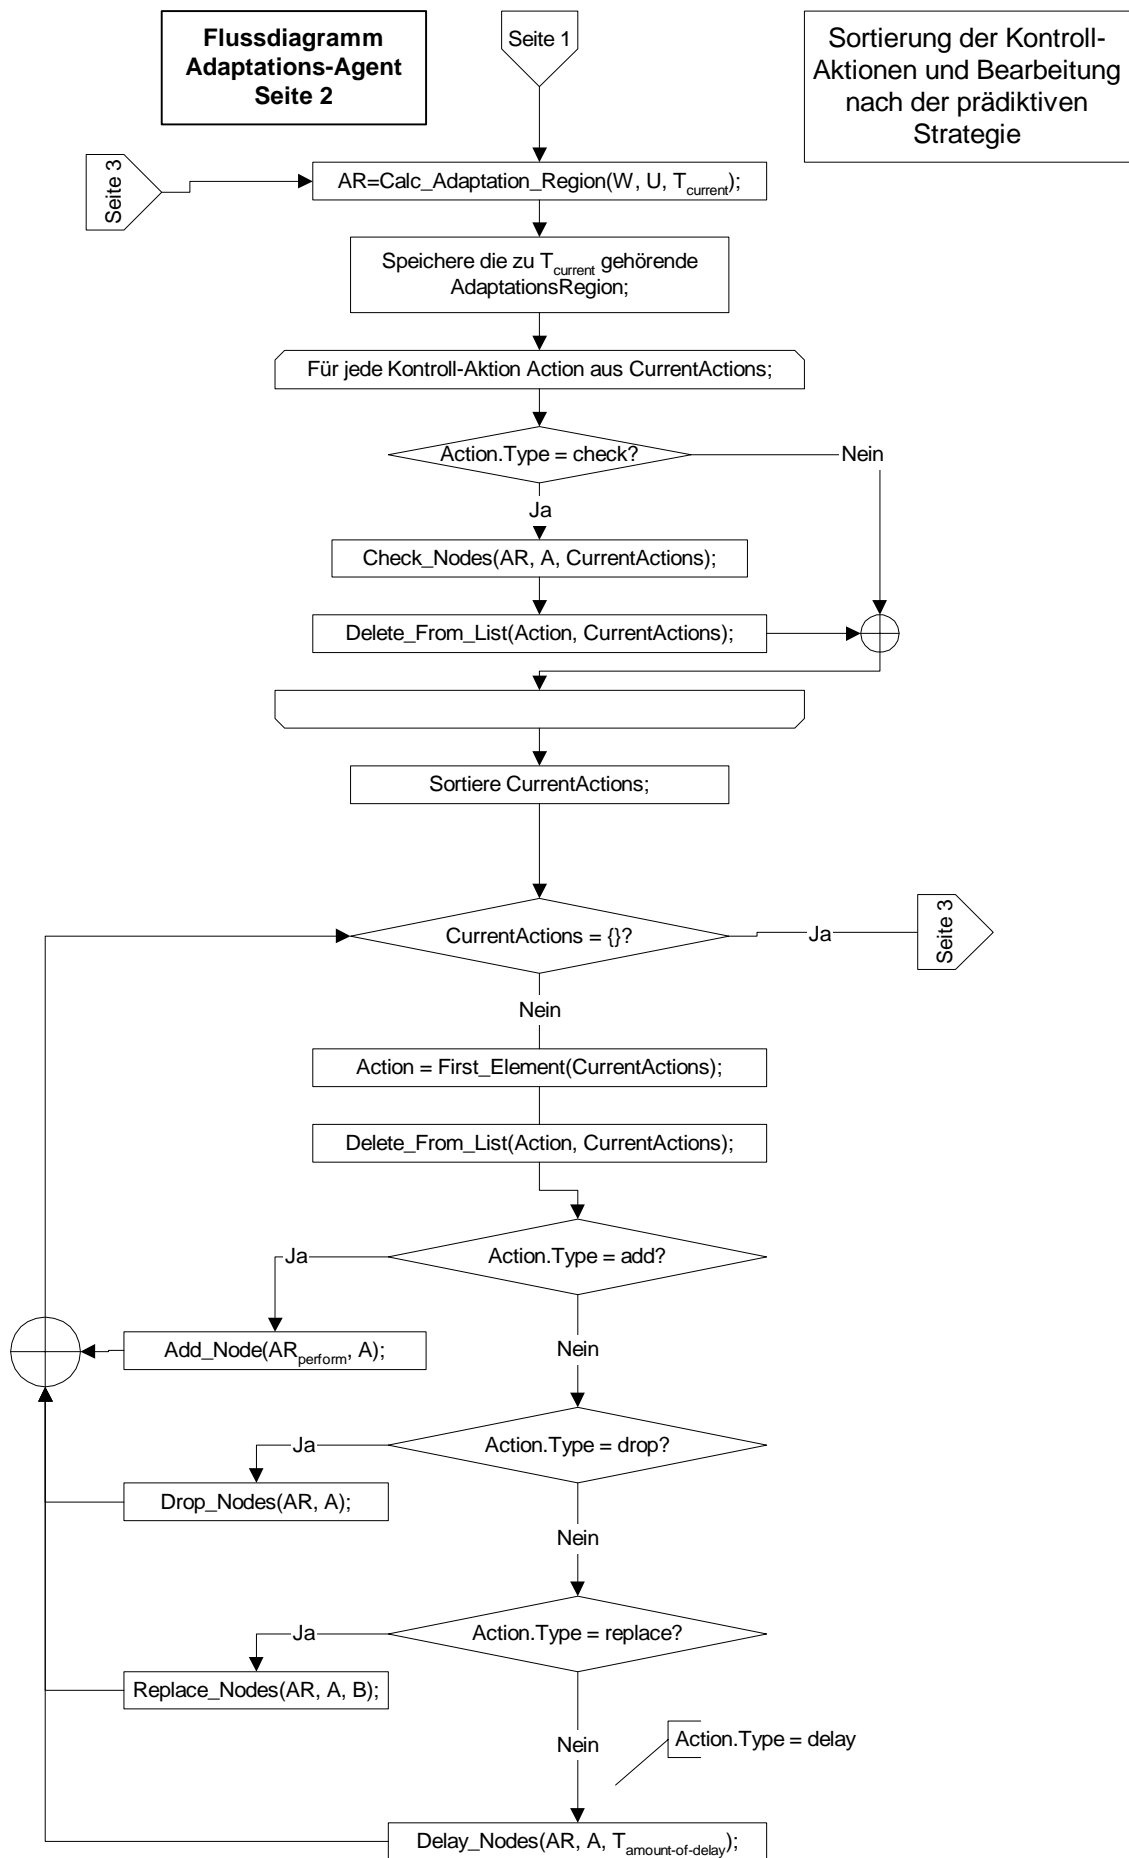 Flussdiagramm
Adaptations-Agent
Seite 2
Seite 1
Sortierung der Kontroll-
Aktionen und Bearbeitung
nach der prädiktiven
Strategie
Seite 3
AR=Calc_Adaptation_Region(W, U, T_current);
Speichere die zu T_current gehörende
AdaptationsRegion;
Für jede Kontroll-Aktion Action aus CurrentActions;
Action.Type = check?
Nein
Ja
Check_Nodes(AR, A, CurrentActions);
Delete_From_List(Action, CurrentActions);
Sortiere CurrentActions;
CurrentActions = {}?
Ja
Seite 3
Nein
Action = First_Element(CurrentActions);
Delete_From_List(Action, CurrentActions);
Action.Type = add?
Ja
Add_Node(AR_perform, A);
Nein
Action.Type = drop?
Ja
Drop_Nodes(AR, A);
Nein
Action.Type = replace?
Ja
Replace_Nodes(AR, A, B);
Nein
Action.Type = delay
Delay_Nodes(AR, A, T_amount-of-delay);